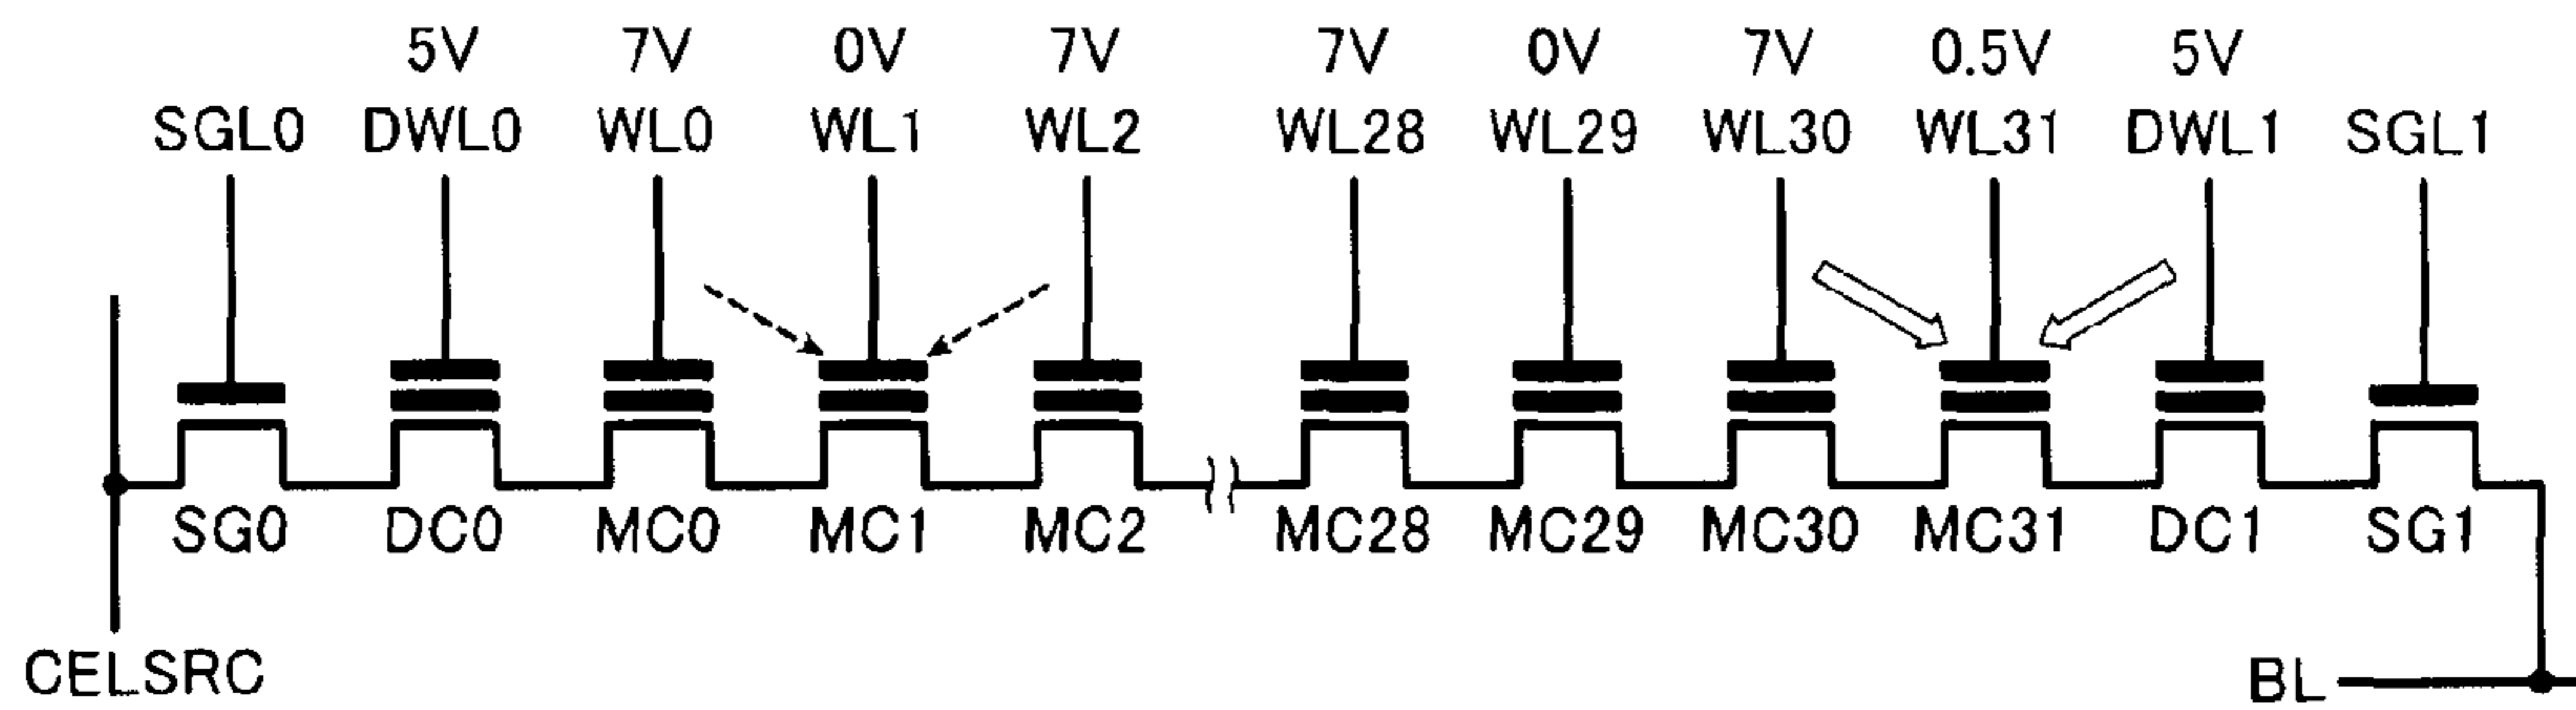 5V 7V 0V 7V 7V 0V 7V 0.5V 5V
SGL0 DWL0 WL0 WL1 WL2 WL28 WL29 WL30 WL31 DWL1 SGL1
SG0 DC0 MC0 MC1 MC2 MC28 MC29 MC30 MC31 DC1 SG1
CELSRC
BL